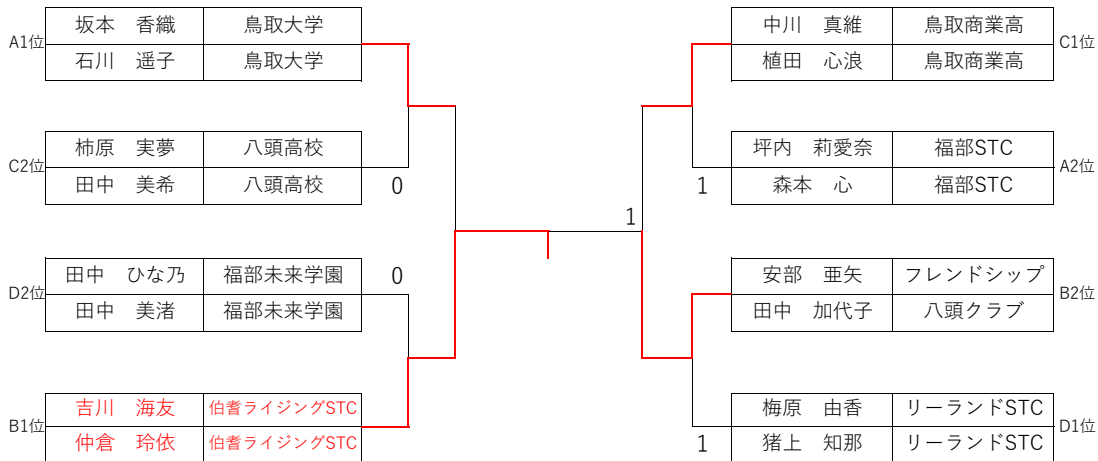 A1位
坂本　香織 鳥取大学
石川　遥子 鳥取大学
C2位
柿原　実夢 八頭高校
田中　美希 八頭高校
0
D2位
田中　ひな乃 福部未来学園
田中　美渚 福部未来学園
0
B1位
吉川　海友 伯耆ライジングSTC
仲倉　玲依 伯耆ライジングSTC
1
中川　真維 鳥取商業高
植田　心浪 鳥取商業高
C1位
坪内　莉愛奈 福部STC
森本　心 福部STC
A2位
1
安部　亜矢 フレンドシップ
田中　加代子 八頭クラブ
B2位
梅原　由香 リーランドSTC
猪上　知那 リーランドSTC
D1位
1